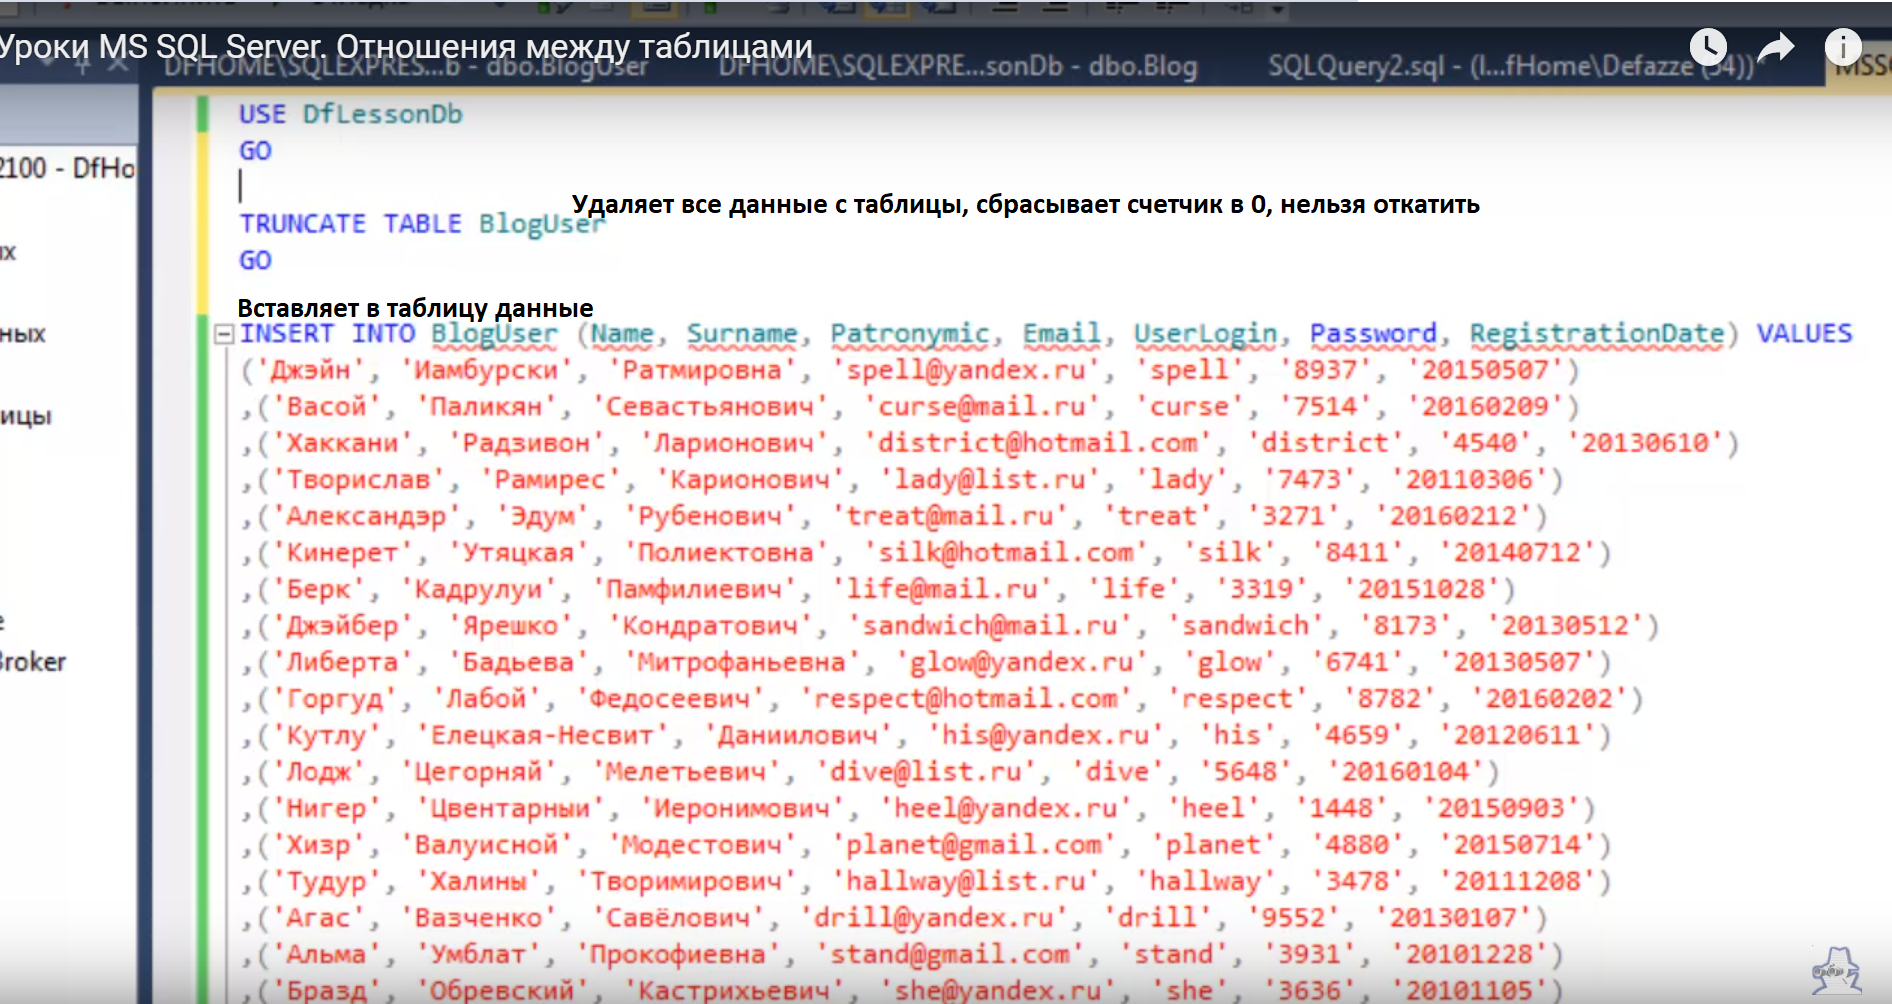 Уроки MS SQL Server. Отношения между таблицами
DFHOME\SQLEXPRES...b - dbo.BlogUser DFHOME\SQLEXPRE...sonDb - dbo.Blog SQLQuery2.sql - (l...fHome\Defazze (54))* MSSQ
USE DfLessonDb
GO
2100 - DfHo
Удаляет все данные с таблицы, сбрасывает счетчик в 0, нельзя откатить
TRUNCATE TABLE BlogUser
GO
их
Вставляет в таблицу данные
нных
INSERT INTO BlogUser (Name, Surname, Patronymic, Email, UserLogin, Password, RegistrationDate) VALUES
('Джэйн', 'Иамбурски', 'Ратмировна', 'spell@yandex.ru', 'spell', '8937', '20150507')
,('Васой', 'Паликян', 'Севастьянович', 'curse@mail.ru', 'curse', '7514', '20160209')
ицы
,('Хаккани', 'Радзивон', 'Ларионович', 'district@hotmail.com', 'district', '4540', '20130610')
,('Творислав', 'Рамирес', 'Карионович', 'lady@list.ru', 'lady', '7473', '20110306')
,('Александэр', 'Эдум', 'Рубенович', 'treat@mail.ru', 'treat', '3271', '20160212')
,('Кинерет', 'Утяцкая', 'Полиектовна', 'silk@hotmail.com', 'silk', '8411', '20140712')
,('Берк', 'Кадрулуи', 'Памфилиевич', 'life@mail.ru', 'life', '3319', '20151028')
,('Джэйбер', 'Ярешко', 'Кондратович', 'sandwich@mail.ru', 'sandwich', '8173', '20130512')
Broker
,('Либерта', 'Бадьева', 'Митрофаньевна', 'glow@yandex.ru', 'glow', '6741', '20130507')
,('Горгуд', 'Лабой', 'Федосеевич', 'respect@hotmail.com', 'respect', '8782', '20160202')
,('Кутлу', 'Елецкая-Несвит', 'Даниилович', 'his@yandex.ru', 'his', '4659', '20120611')
,('Лодж', 'Цегорняй', 'Мелетьевич', 'dive@list.ru', 'dive', '5648', '20160104')
,('Нигер', 'Цвентарныи', 'Иеронимович', 'heel@yandex.ru', 'heel', '1448', '20150903')
,('Хизр', 'Валуисной', 'Модестович', 'planet@gmail.com', 'planet', '4880', '20150714')
,('Тудур', 'Халины', 'Творимирович', 'hallway@list.ru', 'hallway', '3478', '20111208')
,('Агас', 'Вазченко', 'Савёлович', 'drill@yandex.ru', 'drill', '9552', '20130107')
,('Альма', 'Умблат', 'Прокофиевна', 'stand@gmail.com', 'stand', '3931', '20101228')
,('Бразд', 'Обревский', 'Кастрихьевич', 'she@yandex.ru', 'she', '3636', '20101105')